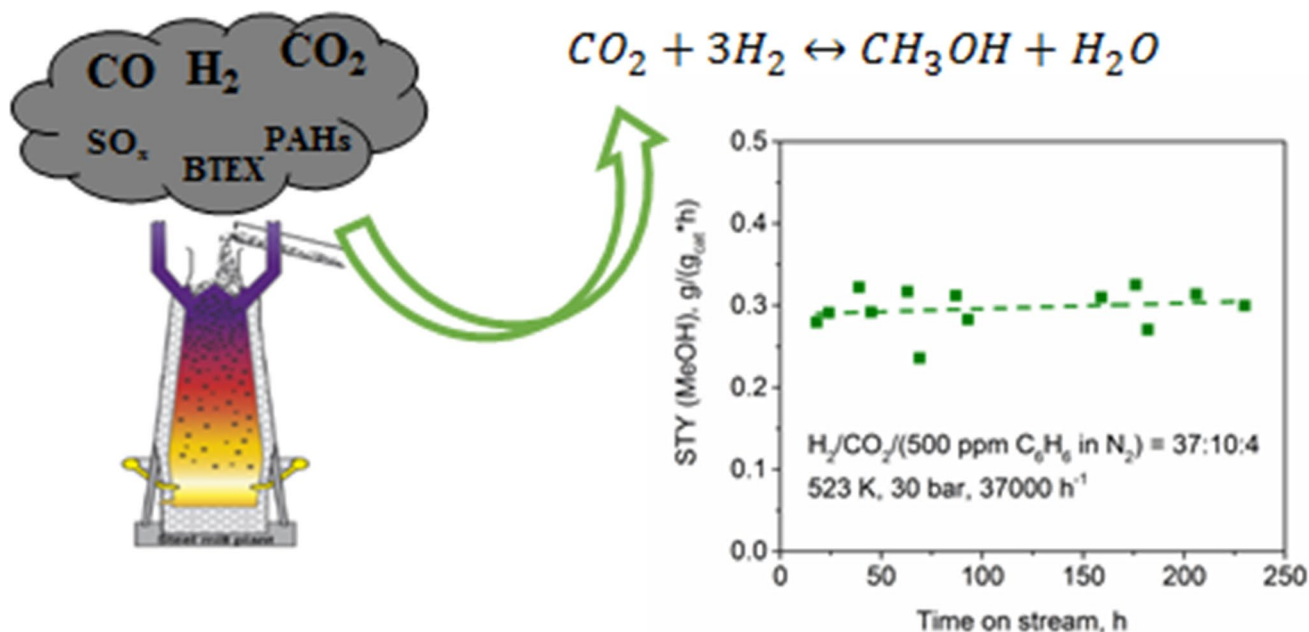 CO H₂ CO₂
SOₓ BTEX PAHs
CO₂ + 3H₂ ↔ CH₃OH + H₂O
0.5
0.4
0.3
0.2
0.1
0.0
STY (MeOH), g/(g_cat*h)
H₂/CO₂/(500 ppm C₆H₆ in N₂) = 37:10:4
523 K, 30 bar, 37000 h⁻¹
0 50 100 150 200 250
Time on stream, h